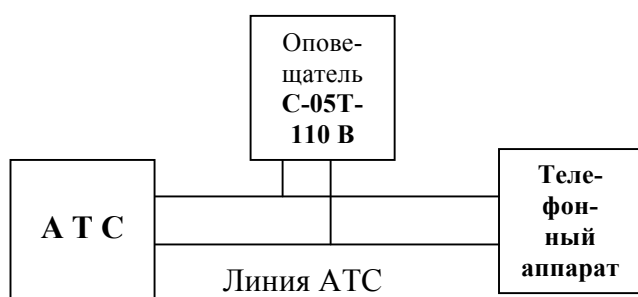 Опове-
щатель
С-05Т-
110 В
А Т С
Теле-
фон-
ный
аппарат
Линия АТС